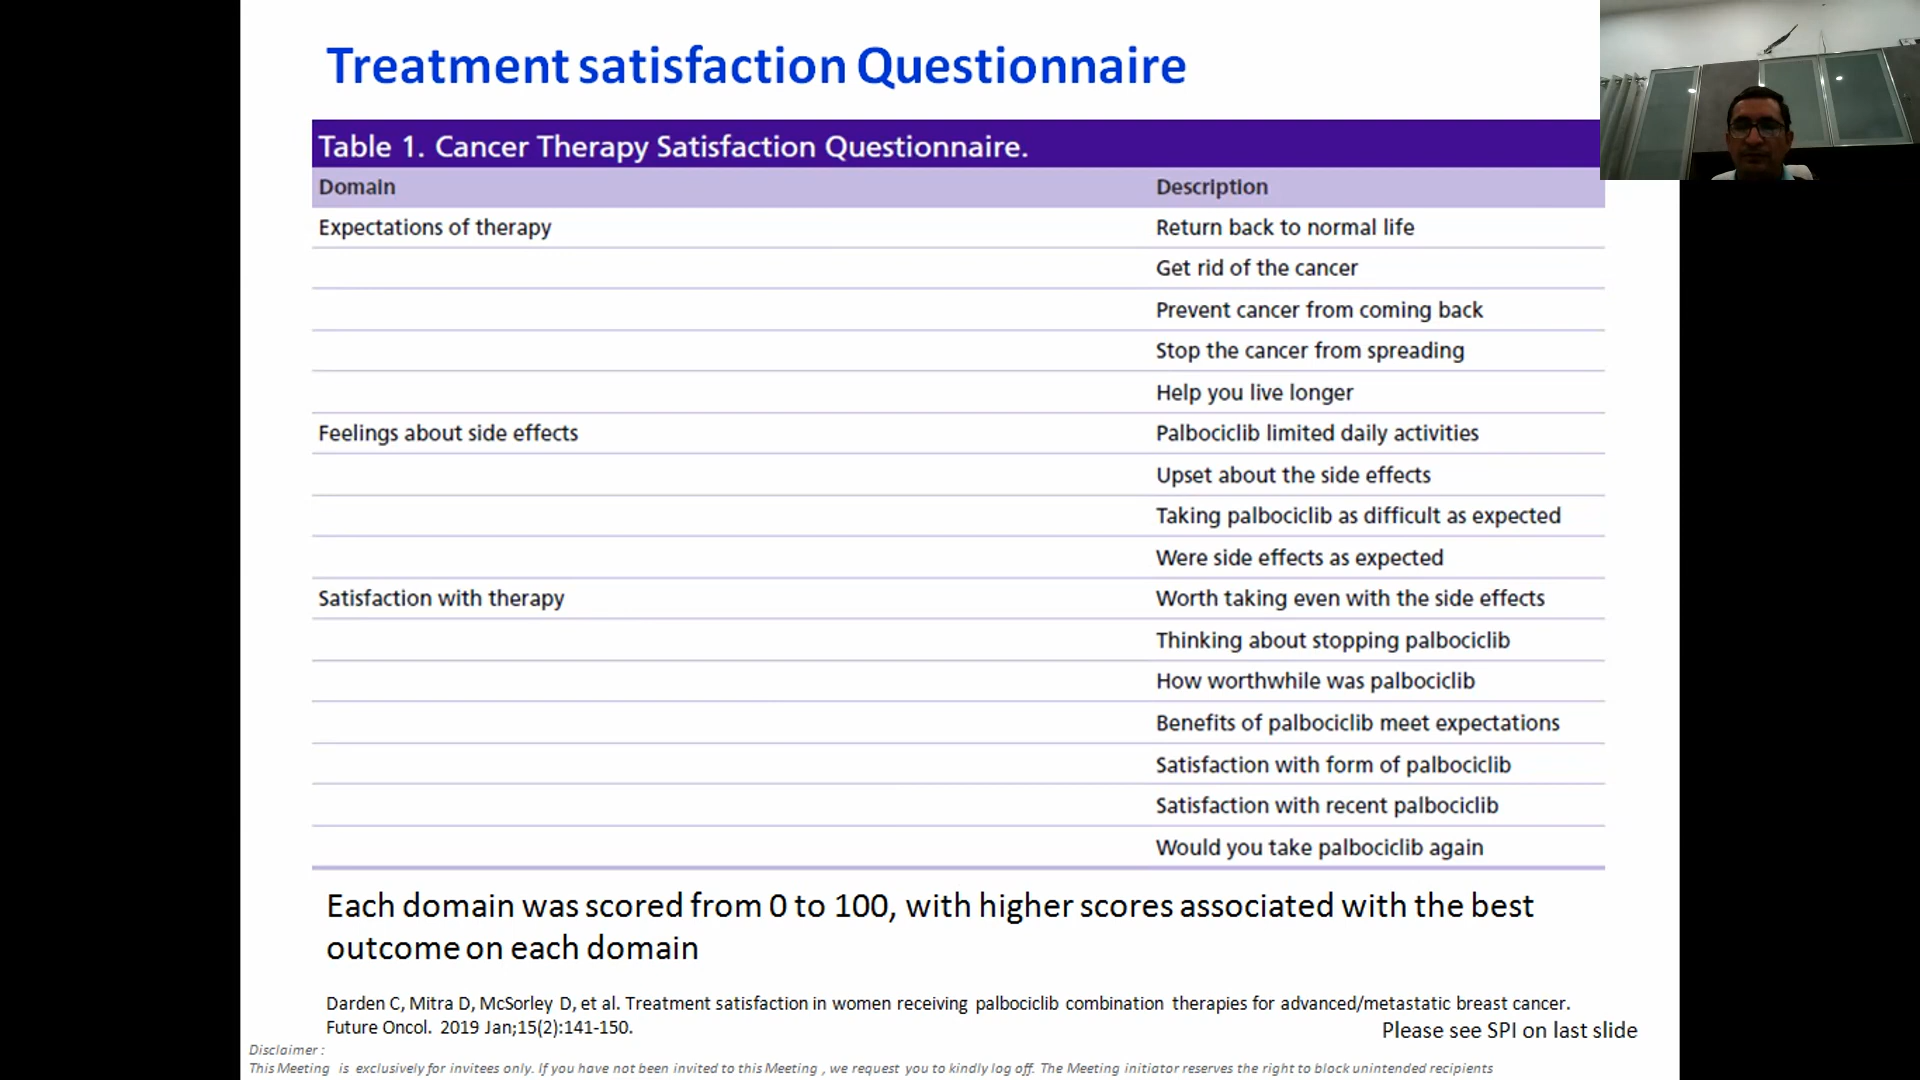 Treatment satisfaction Questionnaire
Table 1. Cancer Therapy Satisfaction Questionnaire.
Domain Description
Expectations of therapy Return back to normal life
Get rid of the cancer
Prevent cancer from coming back
Stop the cancer from spreading
Help you live longer
Feelings about side effects Palbociclib limited daily activities
Upset about the side effects
Taking palbociclib as difficult as expected
Were side effects as expected
Satisfaction with therapy Worth taking even with the side effects
Thinking about stopping palbociclib
How worthwhile was palbociclib
Benefits of palbociclib meet expectations
Satisfaction with form of palbociclib
Satisfaction with recent palbociclib
Would you take palbociclib again
Each domain was scored from 0 to 100, with higher scores associated with the best
outcome on each domain
Darden C, Mitra D, McSorley D, et al. Treatment satisfaction in women receiving palbociclib combination therapies for advanced/metastatic breast cancer.
Future Oncol. 2019 Jan;15(2):141-150.
Please see SPI on last slide
Disclaimer :
This Meeting is exclusively for invitees only. If you have not been invited to this Meeting , we request you to kindly log off. The Meeting initiator reserves the right to block unintended recipients